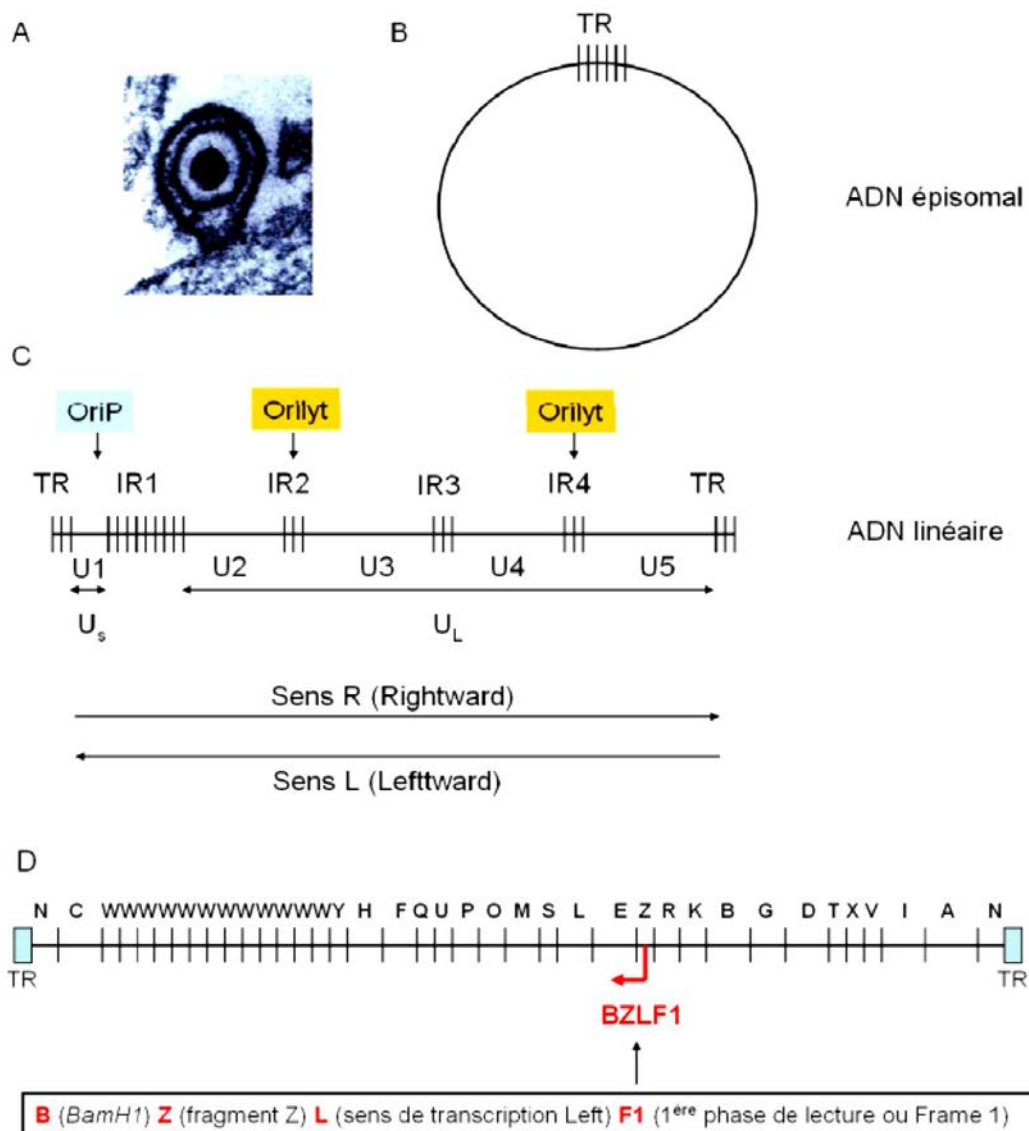 A
B
TR
ADN épisomal
C
OriP
Orilyt
Orilyt
TR
IR1
IR2
IR3
IR4
TR
ADN linéaire
U1
U2
U3
U4
U5
Us
UL
Sens R (Rightward)
Sens L (Lefttward)
D
N C WWWWWWWWWWWWWY H F Q U P O M S L E Z R K B G D T X V I A N
TR
TR
BZLF1
B (BamH1) Z (fragment Z) L (sens de transcription Left) F1 (1ère phase de lecture ou Frame 1)